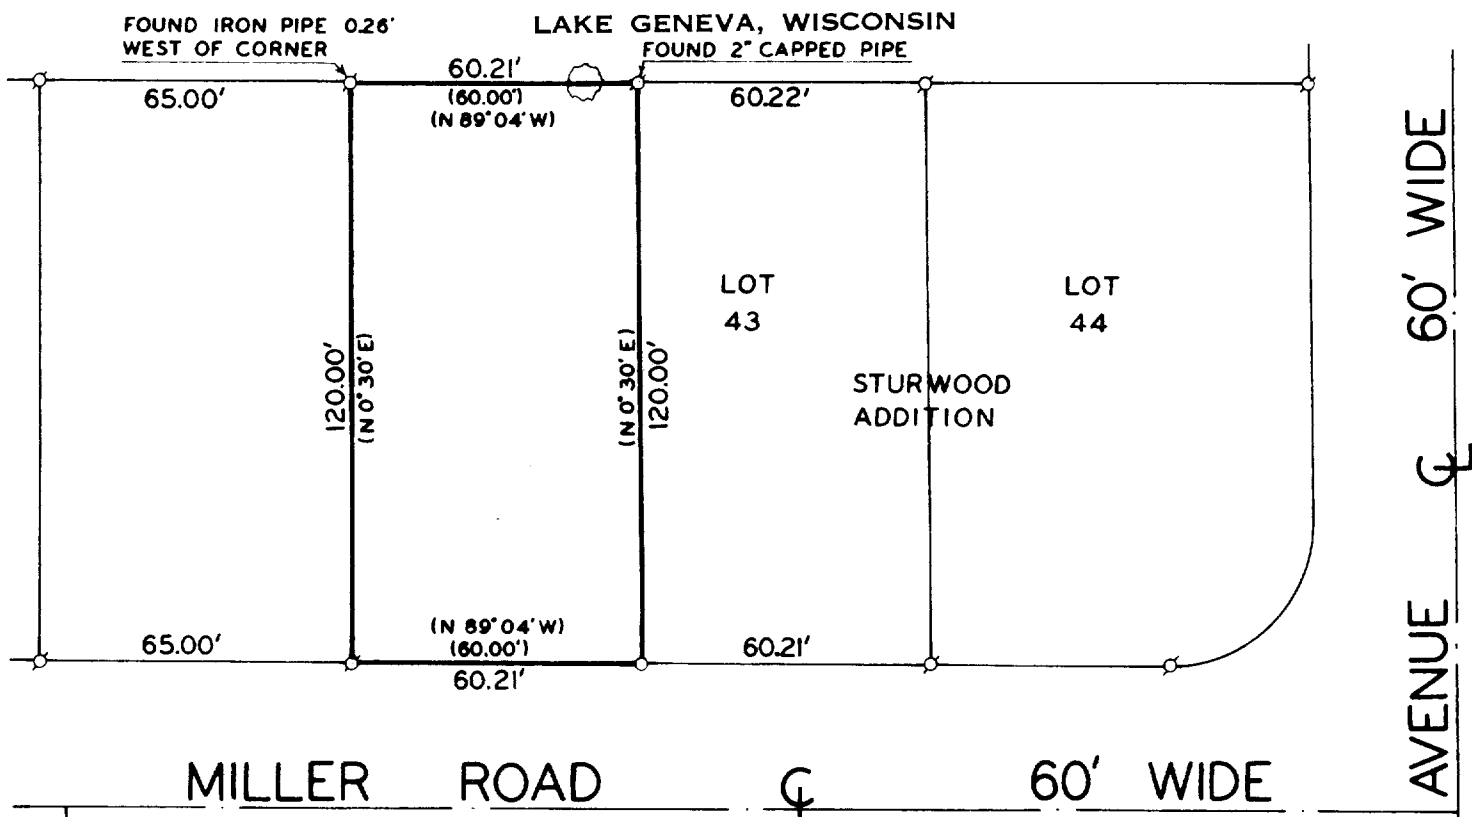 FOUND IRON PIPE 0.26'
WEST OF CORNER
LAKE GENEVA, WISCONSIN
FOUND 2" CAPPED PIPE
65.00'
60.21'
(60.00')
(N 89°04'W)
60.22'
LOT
43
LOT
44
STURWOOD
ADDITION
120.00'
(N 0°30'E)
(N 0°30'E)
120.00'
65.00'
(N 89°04'W)
(60.00')
60.21'
60.21'
MILLER ROAD ℄ 60' WIDE
AVENUE ℄ 60' WIDE